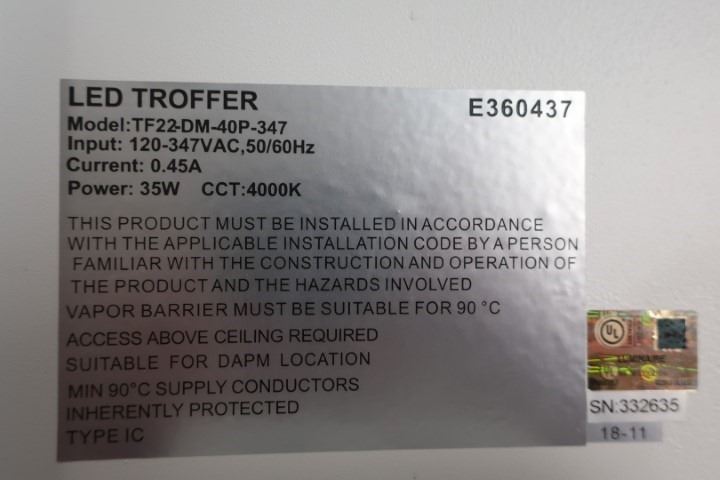 LED TROFFER
E360437
Model:TF22-DM-40P-347
Input: 120-347VAC,50/60Hz
Current: 0.45A
Power: 35W CCT:4000K
THIS PRODUCT MUST BE INSTALLED IN ACCORDANCE
WITH THE APPLICABLE INSTALLATION CODE BY A PERSON
FAMILIAR WITH THE CONSTRUCTION AND OPERATION OF
THE PRODUCT AND THE HAZARDS INVOLVED
VAPOR BARRIER MUST BE SUITABLE FOR 90 °C
ACCESS ABOVE CEILING REQUIRED
SUITABLE FOR DAPM LOCATION
MIN 90°C SUPPLY CONDUCTORS
INHERENTLY PROTECTED
TYPE IC
UL
LUMINAIRE
SN:332635
18-11